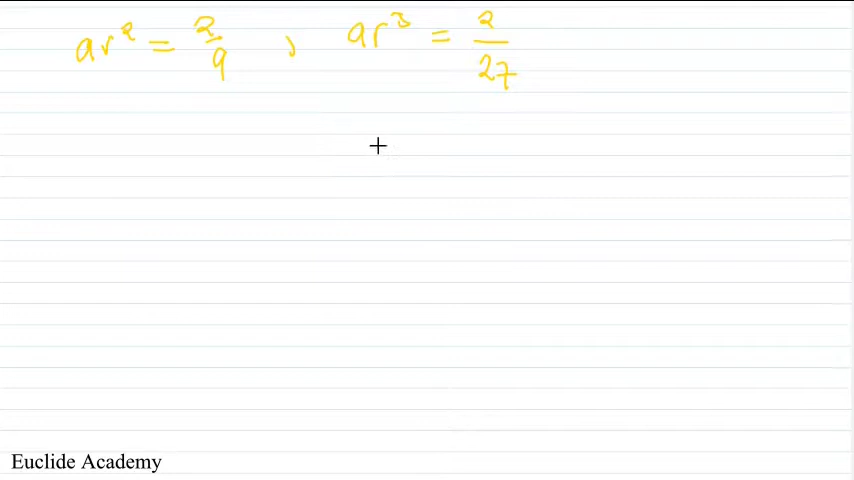 ar² = 2/9 , ar³ = 2/27
Euclide Academy